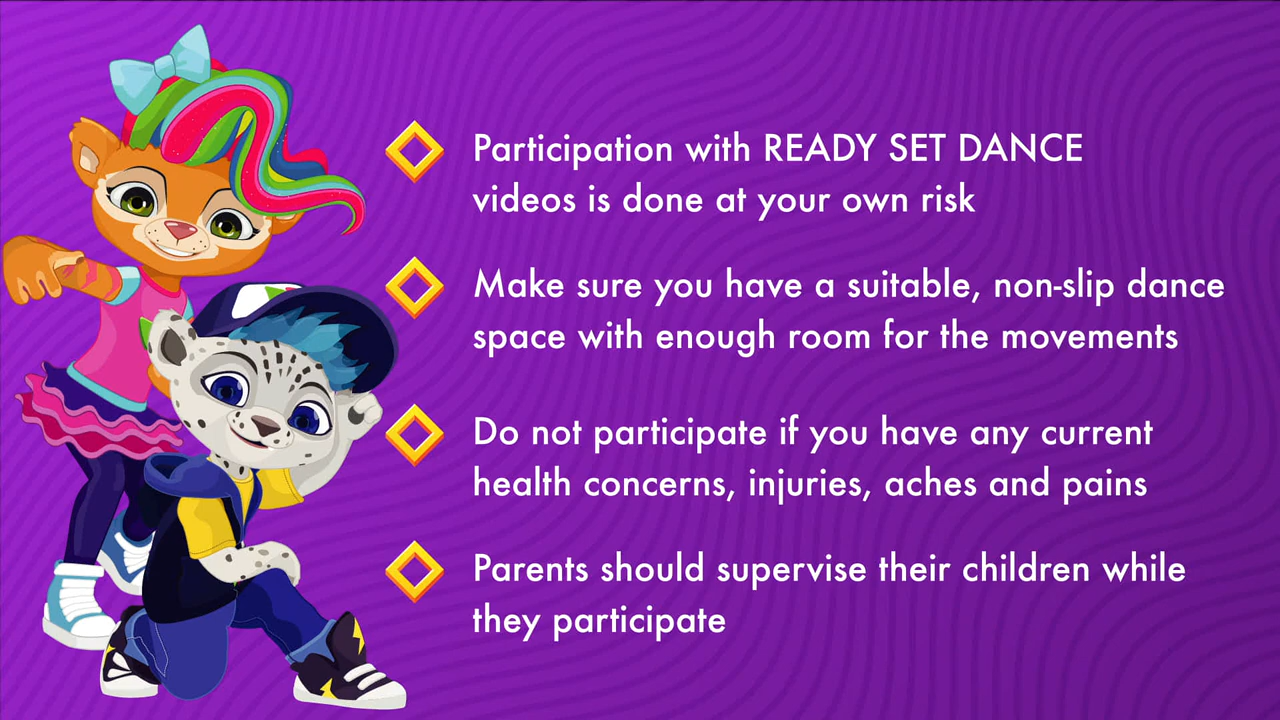 Participation with READY SET DANCE
videos is done at your own risk
Make sure you have a suitable, non-slip dance
space with enough room for the movements
Do not participate if you have any current
health concerns, injuries, aches and pains
Parents should supervise their children while
they participate